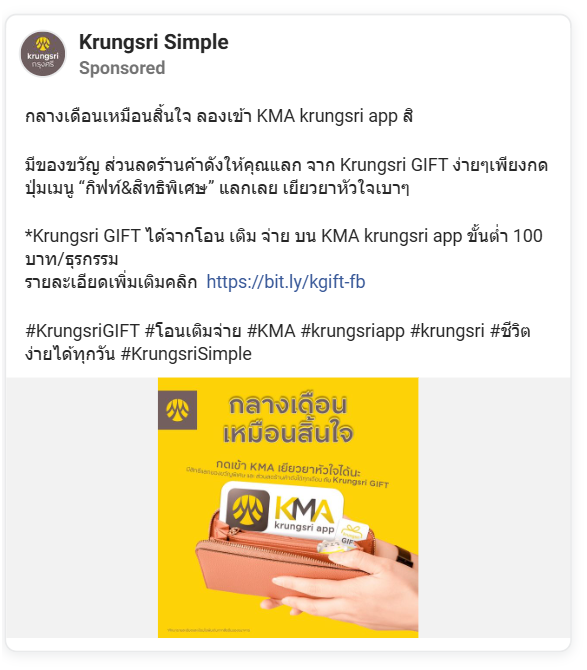 krungsri
กรุงศรี
Krungsri Simple
Sponsored
กลางเดือนเหมือนสิ้นใจ ลองเข้า KMA krungsri app สิ
มีของขวัญ ส่วนลดร้านค้าดังให้คุณแลก จาก Krungsri GIFT ง่ายๆเพียงกด
ปุ่มเมนู “กิฟท์&สิทธิพิเศษ” แลกเลย เยียวยาหัวใจเบาๆ
*Krungsri GIFT ได้จากโอน เติม จ่าย บน KMA krungsri app ขั้นต่ำ 100
บาท/ธุรกรรม
รายละเอียดเพิ่มเติมคลิก https://bit.ly/kgift-fb
#KrungsriGIFT #โอนเติมจ่าย #KMA #krungsriapp #krungsri #ชีวิต
ง่ายได้ทุกวัน #KrungsriSimple
กลางเดือน
เหมือนสิ้นใจ
กดเข้า KMA เยียวยาหัวใจได้นะ
Krungsri GIFT
KMA
krungsri app
GIFT